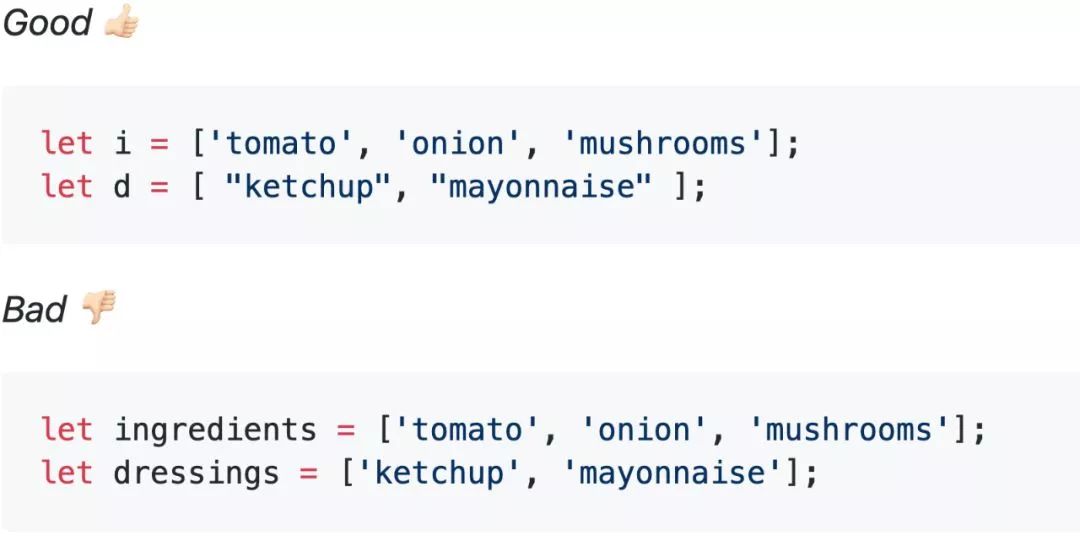 Good 👍🏻
let i = ['tomato', 'onion', 'mushrooms'];
let d = [ "ketchup", "mayonnaise" ];
Bad 👎🏻
let ingredients = ['tomato', 'onion', 'mushrooms'];
let dressings = ['ketchup', 'mayonnaise'];